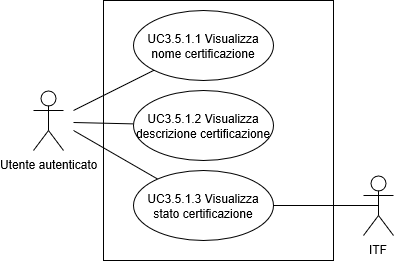 UC3.5.1.1 Visualizza
nome certificazione
UC3.5.1.2 Visualizza
descrizione certificazione
Utente autenticato
UC3.5.1.3 Visualizza
stato certificazione
ITF